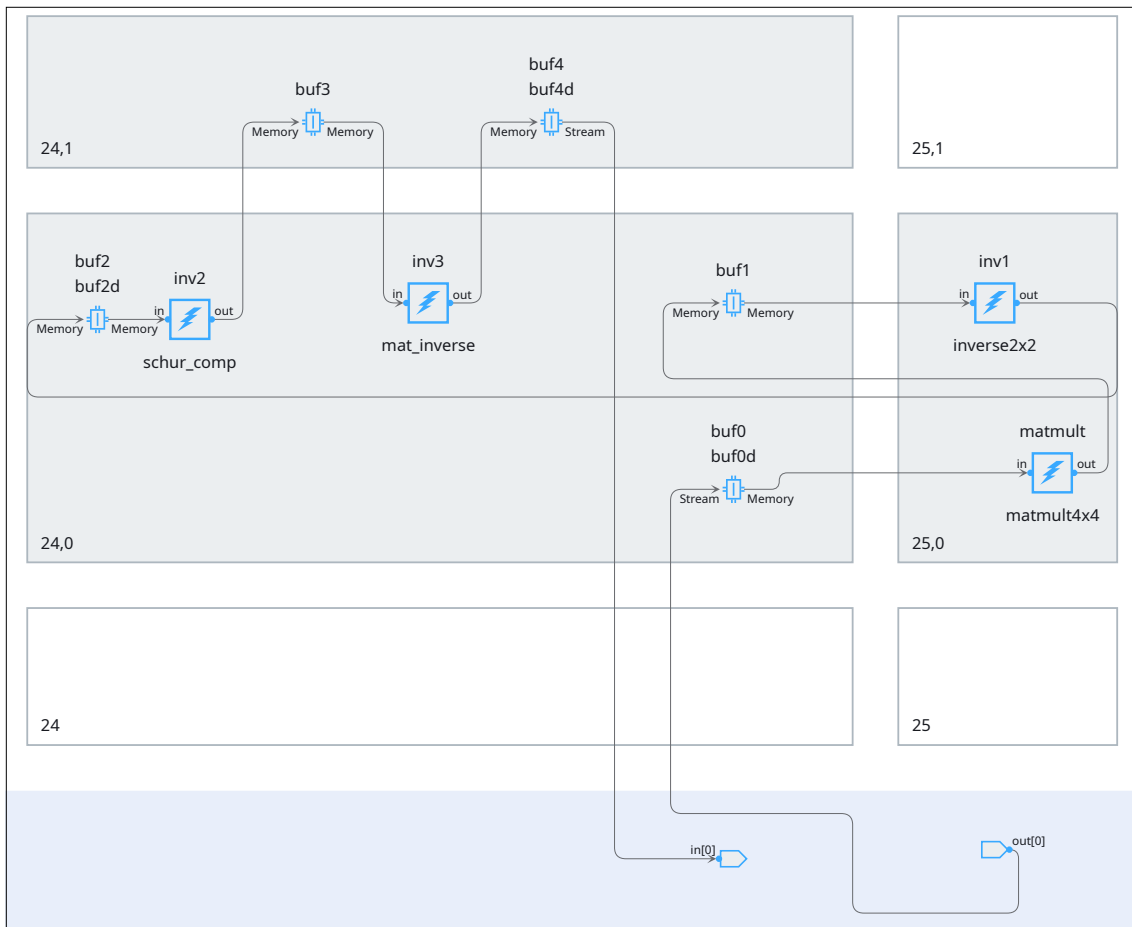 buf4
buf3
buf4d
Memory
Memory
Memory
Stream
24,1
25,1
buf2
buf2d
inv2
inv3
buf1
inv1
in
out
in
out
in
out
Memory
Memory
Memory
Memory
schur_comp
mat_inverse
inverse2x2
buf0
buf0d
matmult
in
out
Stream
Memory
matmult4x4
24,0
25,0
24
25
in[0]
out[0]